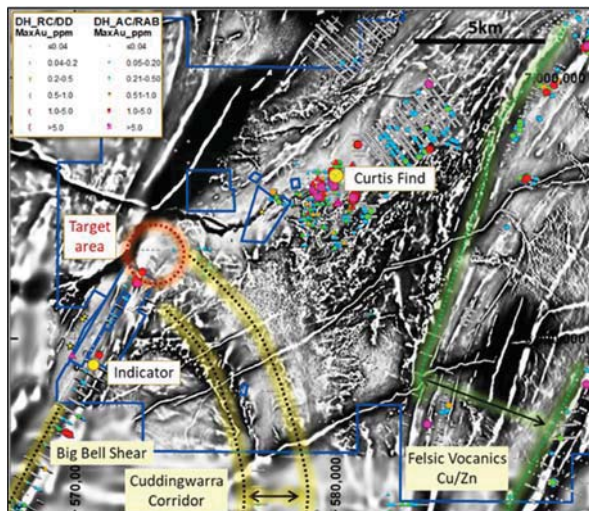 DH_RC/DD DH_AC/RAB
MaxAu_ppm MaxAu_ppm
≤0.04 ≤0.04
0.04-0.2 0.05-0.20
0.2-0.5 0.21-0.50
0.5-1.0 0.51-1.0
1.0-5.0 1.0-5.0
>5.0 >5.0
5km
7,000,000
Curtis Find
Target
area
Indicator
Big Bell Shear
Cuddingwarra
Corridor
Felsic Vocanics
Cu/Zn
570,000
580,000